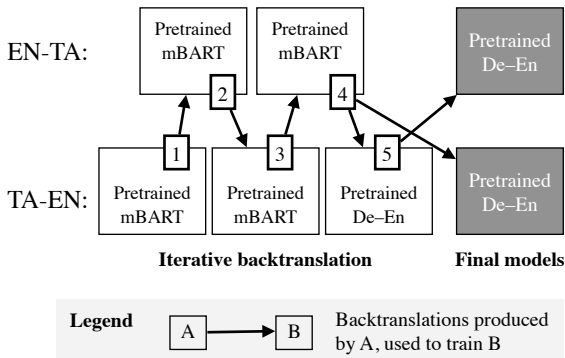 EN-TA:
Pretrained
mBART
Pretrained
mBART
Pretrained
De–En
2
4
1
3
5
TA-EN:
Pretrained
mBART
Pretrained
mBART
Pretrained
De–En
Pretrained
De–En
Iterative backtranslation
Final models
Legend
A
B
Backtranslations produced
by A, used to train B